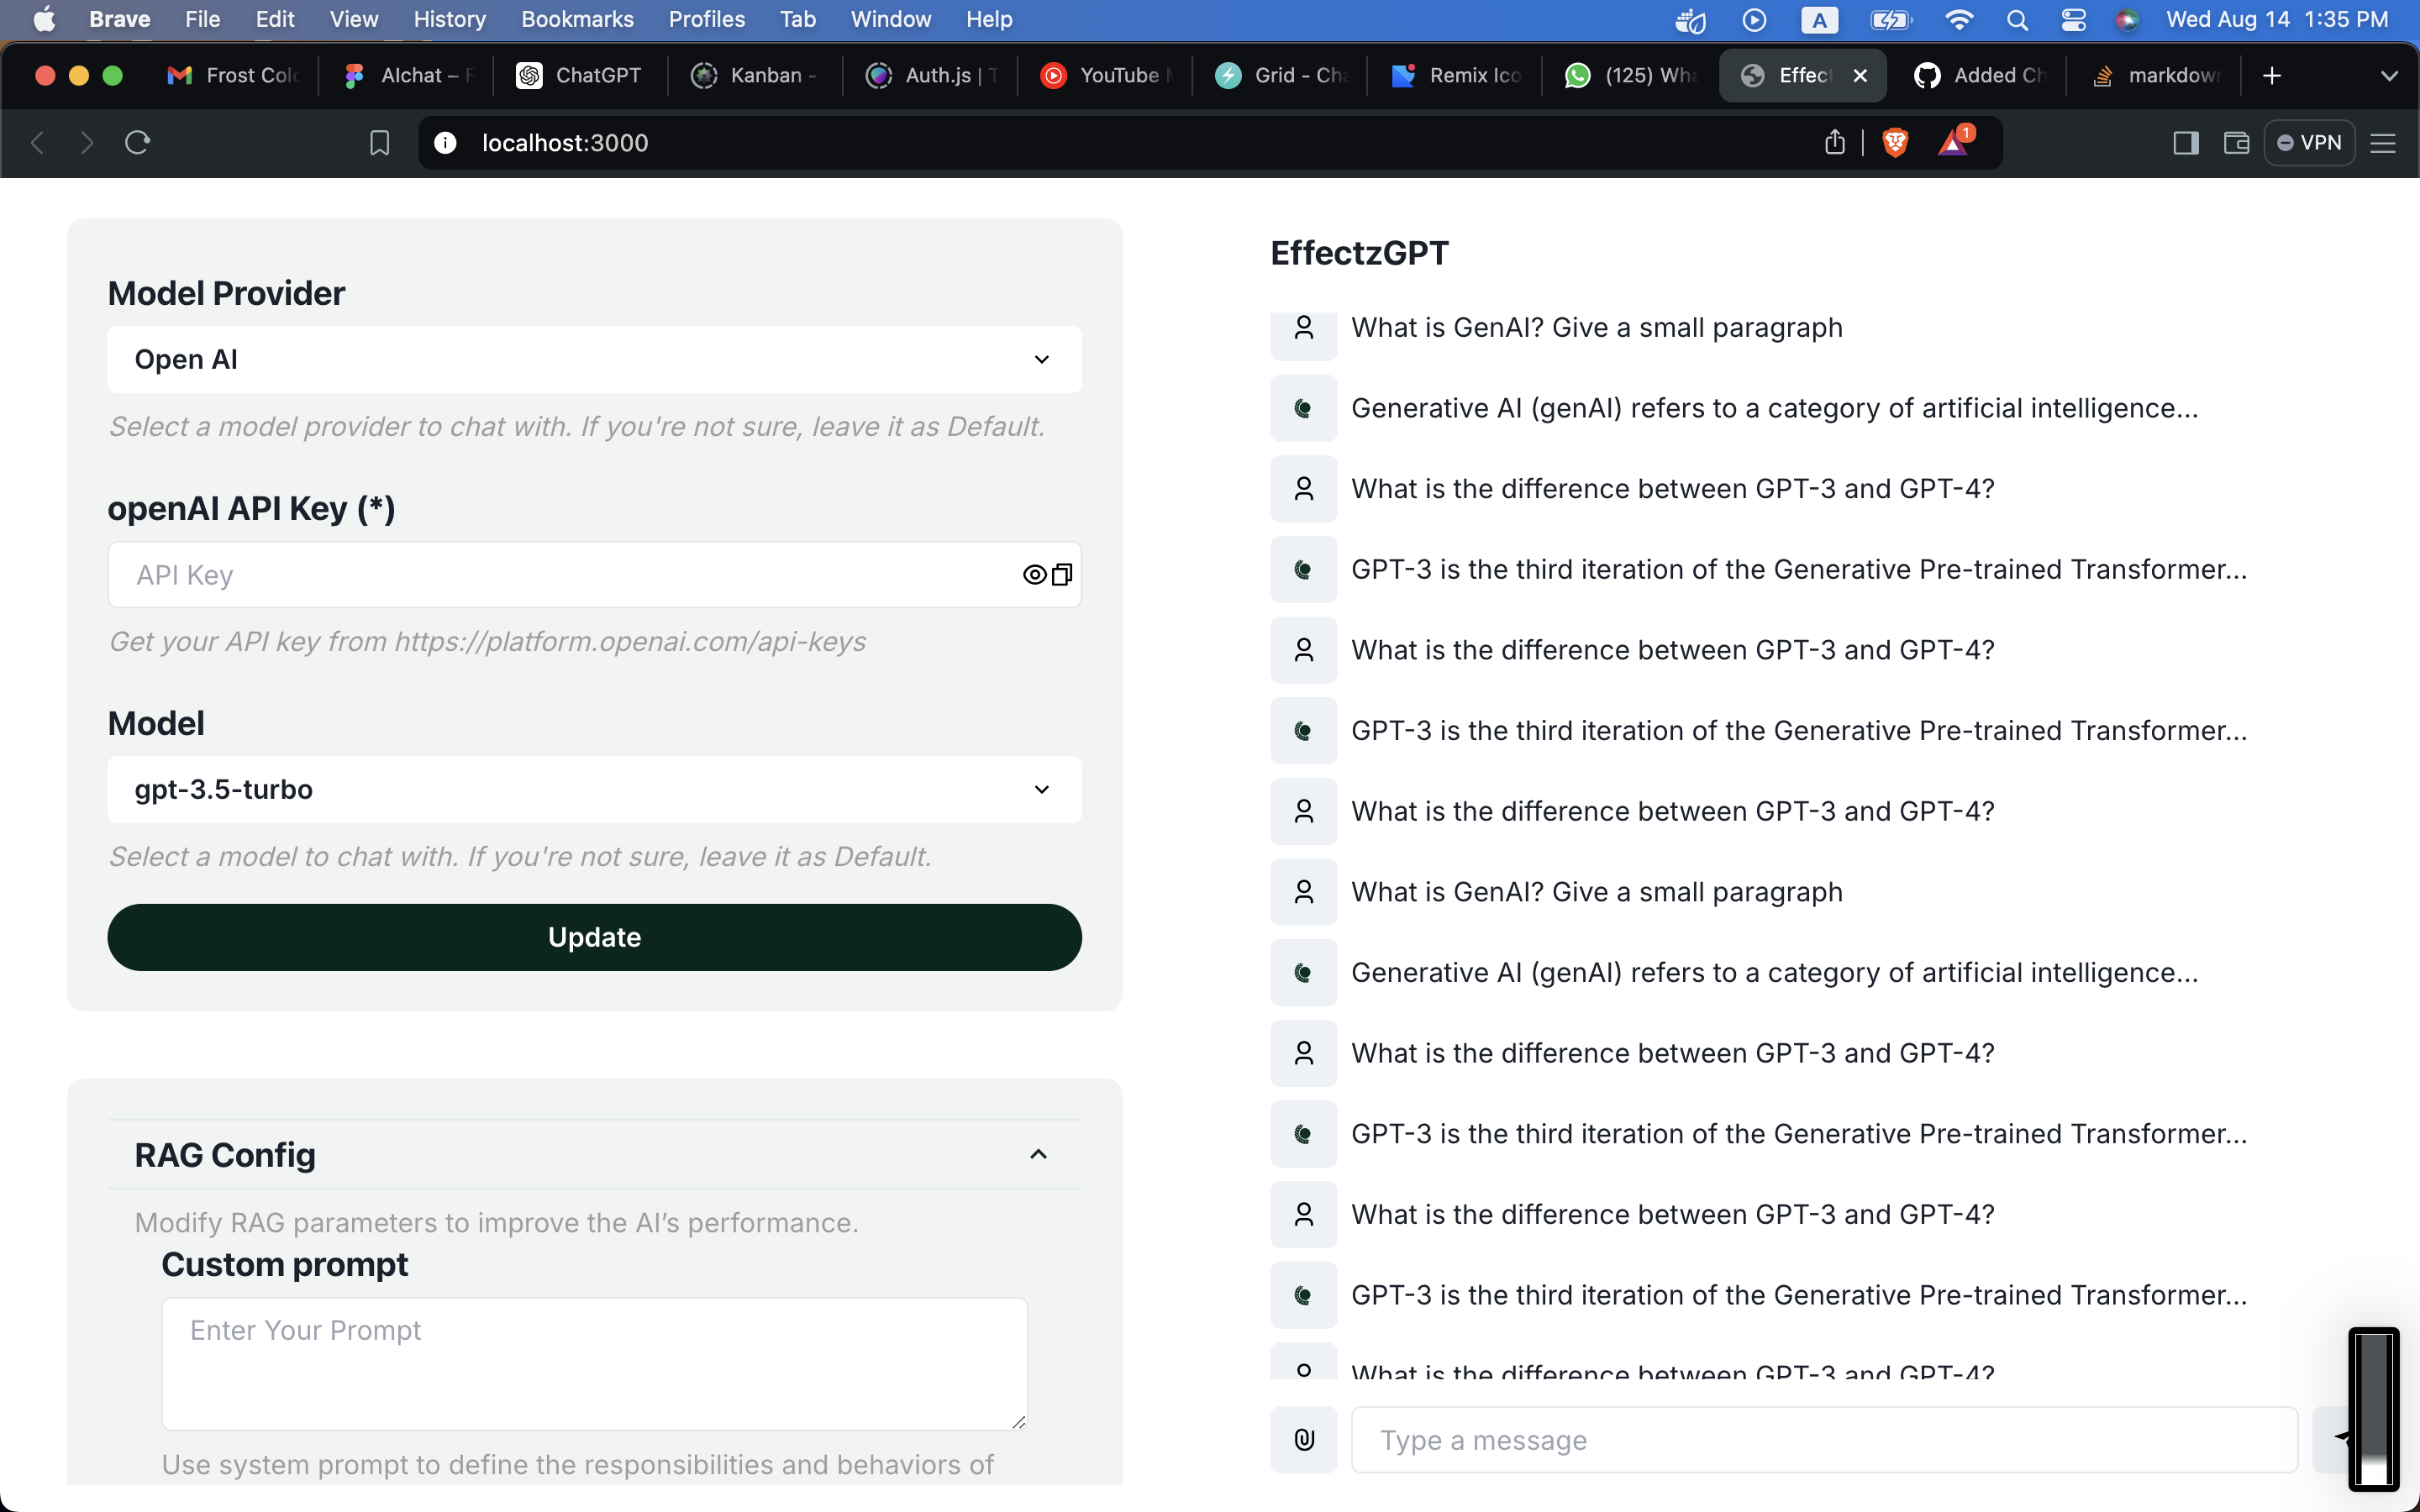 Brave File Edit View History Bookmarks Profiles Tab Window Help A Wed Aug 14 1:35 PM
Frost Colo AIchat – F ChatGPT Kanban - Auth.js | T YouTube M Grid - Cha Remix Ico (125) Wha Effect Added Ch markdown
localhost:3000 1 VPN
Model Provider
Open AI
Select a model provider to chat with. If you're not sure, leave it as Default.
openAI API Key (*)
API Key
Get your API key from https://platform.openai.com/api-keys
Model
gpt-3.5-turbo
Select a model to chat with. If you're not sure, leave it as Default.
Update
RAG Config
Modify RAG parameters to improve the AI’s performance.
Custom prompt
Enter Your Prompt
Use system prompt to define the responsibilities and behaviors of
EffectzGPT
What is GenAI? Give a small paragraph
Generative AI (genAI) refers to a category of artificial intelligence...
What is the difference between GPT-3 and GPT-4?
GPT-3 is the third iteration of the Generative Pre-trained Transformer...
What is the difference between GPT-3 and GPT-4?
GPT-3 is the third iteration of the Generative Pre-trained Transformer...
What is the difference between GPT-3 and GPT-4?
What is GenAI? Give a small paragraph
Generative AI (genAI) refers to a category of artificial intelligence...
What is the difference between GPT-3 and GPT-4?
GPT-3 is the third iteration of the Generative Pre-trained Transformer...
What is the difference between GPT-3 and GPT-4?
GPT-3 is the third iteration of the Generative Pre-trained Transformer...
What is the difference between GPT-3 and GPT-4?
Type a message